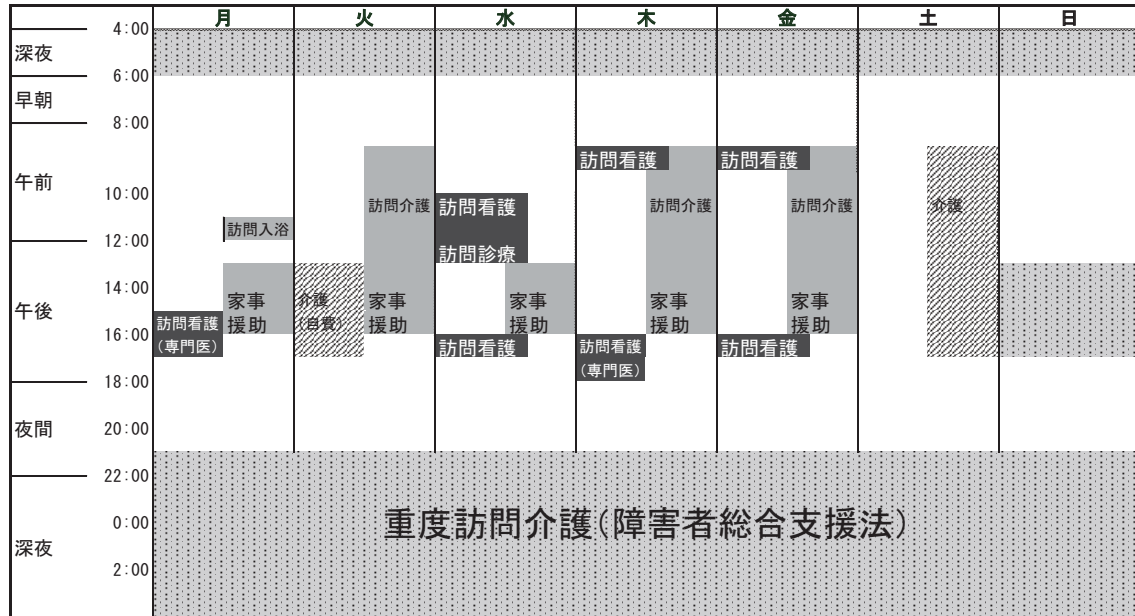 月 火 水 木 金 土 日
4:00
深夜
6:00
早朝
8:00
訪問看護 訪問看護
午前
10:00
訪問介護 訪問看護 訪問介護 訪問介護 介護
訪問入浴
訪問診療
12:00
14:00
午後
家事 介護 家事 家事 家事 家事
援助 (自費) 援助 援助 援助 援助
訪問看護
(専門医)
16:00
訪問看護 訪問看護 訪問看護
(専門医)
18:00
夜間
20:00
22:00
重度訪問介護(障害者総合支援法)
0:00
深夜
2:00